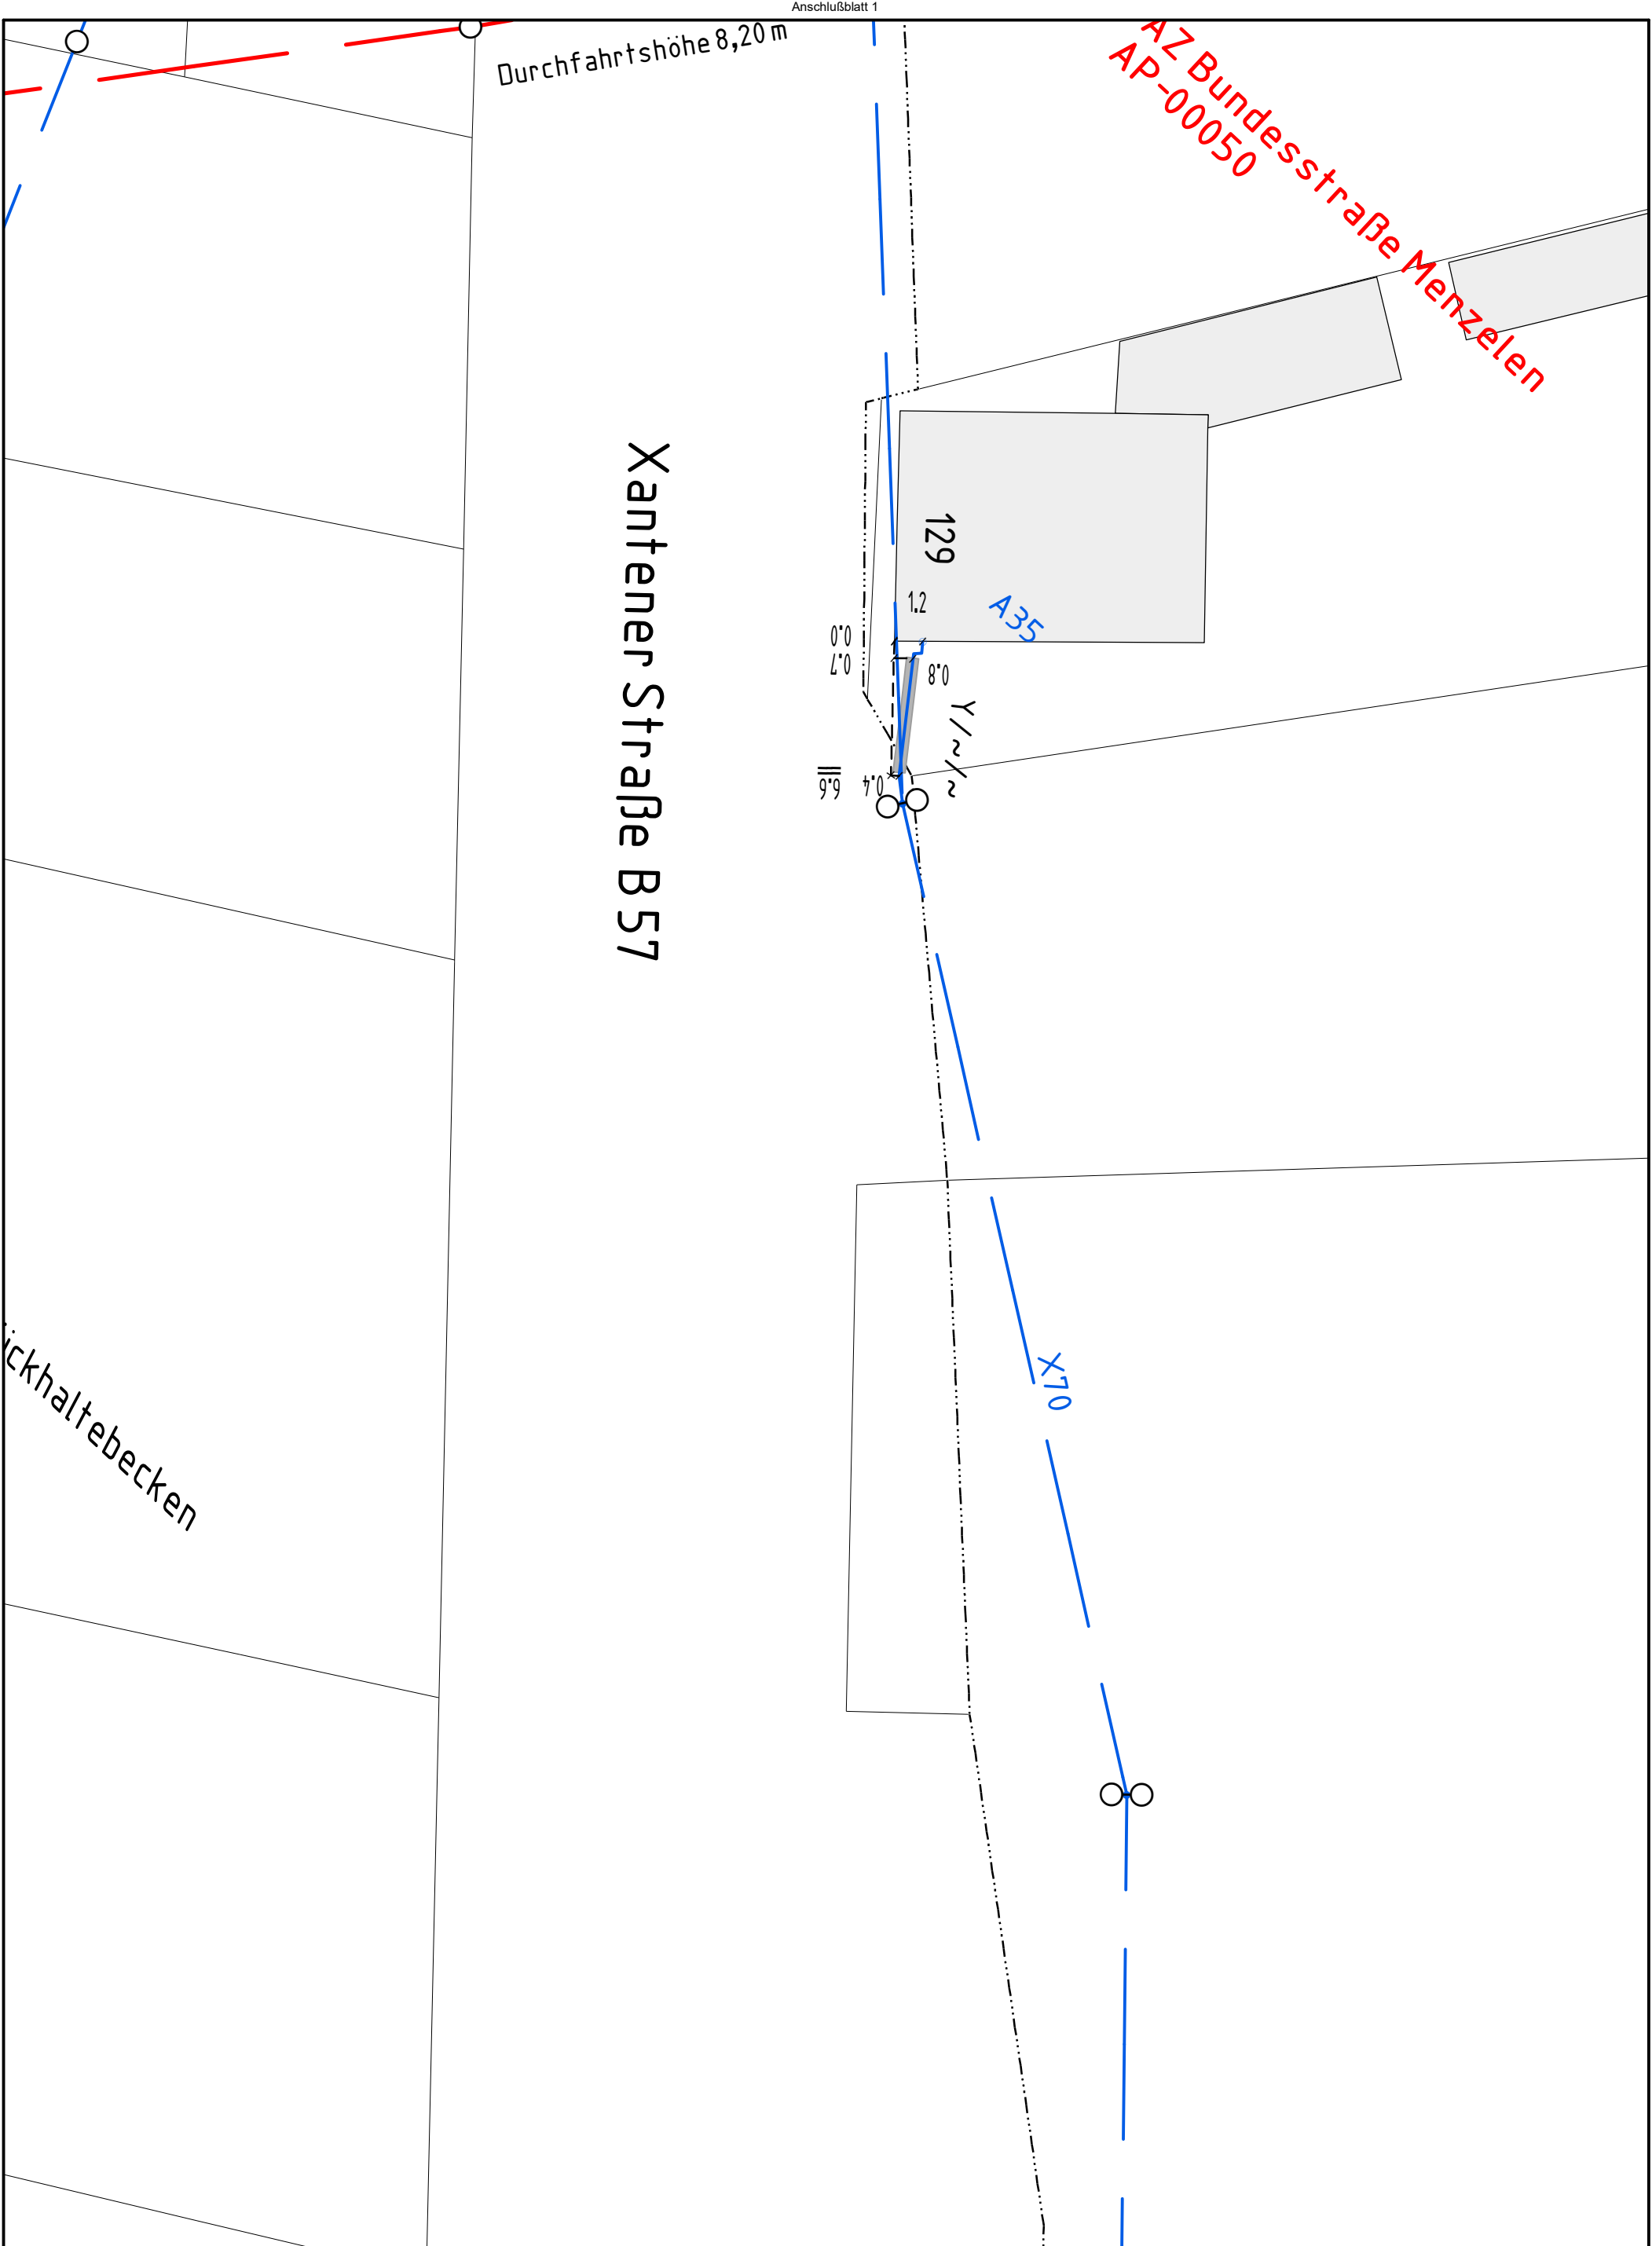 Anschlußblatt 1
Durchfahrtshöhe 8,20 m
AZ Bundesstraße Menzelen
AP-00050
Xantener Straße B 57
129
1.2
A35
0.0
0.7
0.8
Y/~/~
6.6
0.4
X70
ückhaltebecken